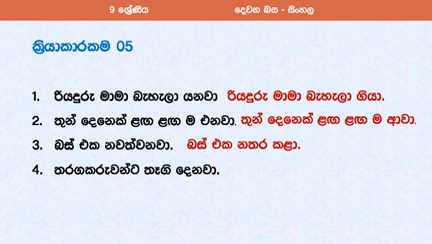 9 ශ්‍රේණිය දෙවන බස - සිංහල
ක්‍රියාකාරකම 05
1. රියදුරු මාමා බැහැලා යනවා රියදුරු මාමා බැහැලා ගියා.
2. තුන් දෙනෙක් ළඟ ළඟ ම එනවා. තුන් දෙනෙක් ළඟ ළඟ ම ආවා.
3. බස් එක නවත්වනවා. බස් එක නතර කළා.
4. තරගකරුවන්ට තෑගි දෙනවා.